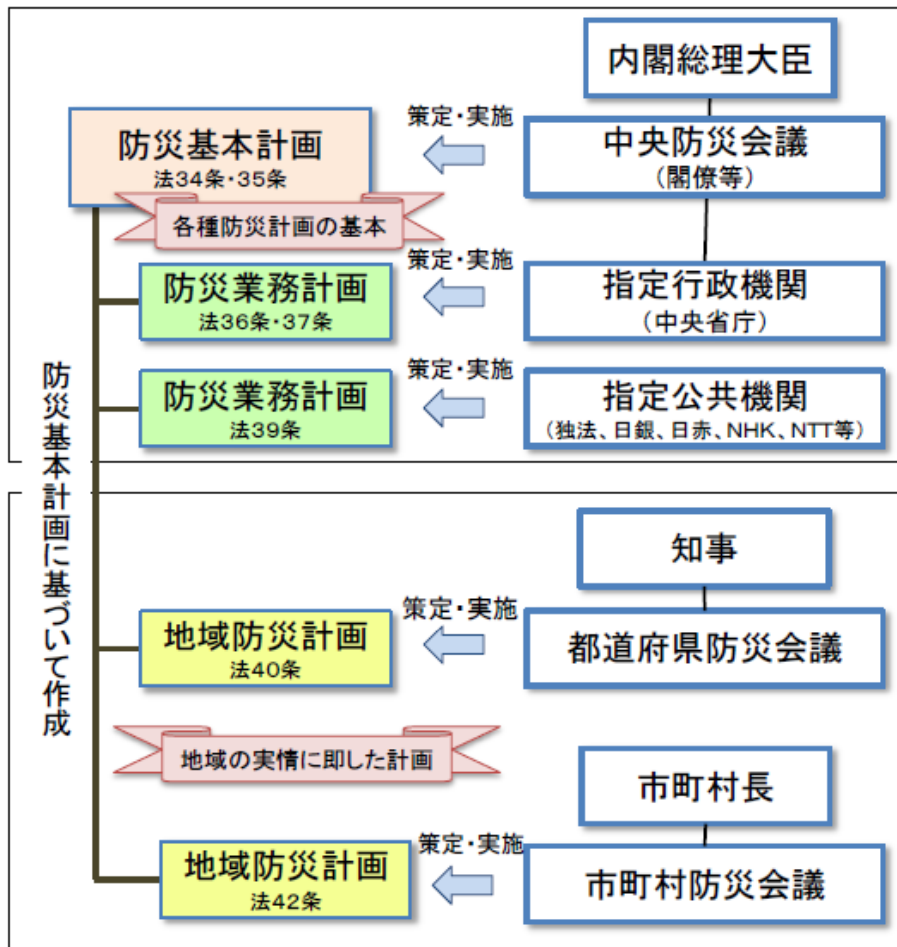 内閣総理大臣
防災基本計画
法34条・35条
策定・実施
中央防災会議
(閣僚等)
各種防災計画の基本
防災業務計画
法36条・37条
策定・実施
指定行政機関
(中央省庁)
防災業務計画
法39条
策定・実施
指定公共機関
(独法、日銀、日赤、NHK、NTT等)
防災基本計画に基づいて作成
知事
地域防災計画
法40条
策定・実施
都道府県防災会議
地域の実情に即した計画
市町村長
地域防災計画
法42条
策定・実施
市町村防災会議